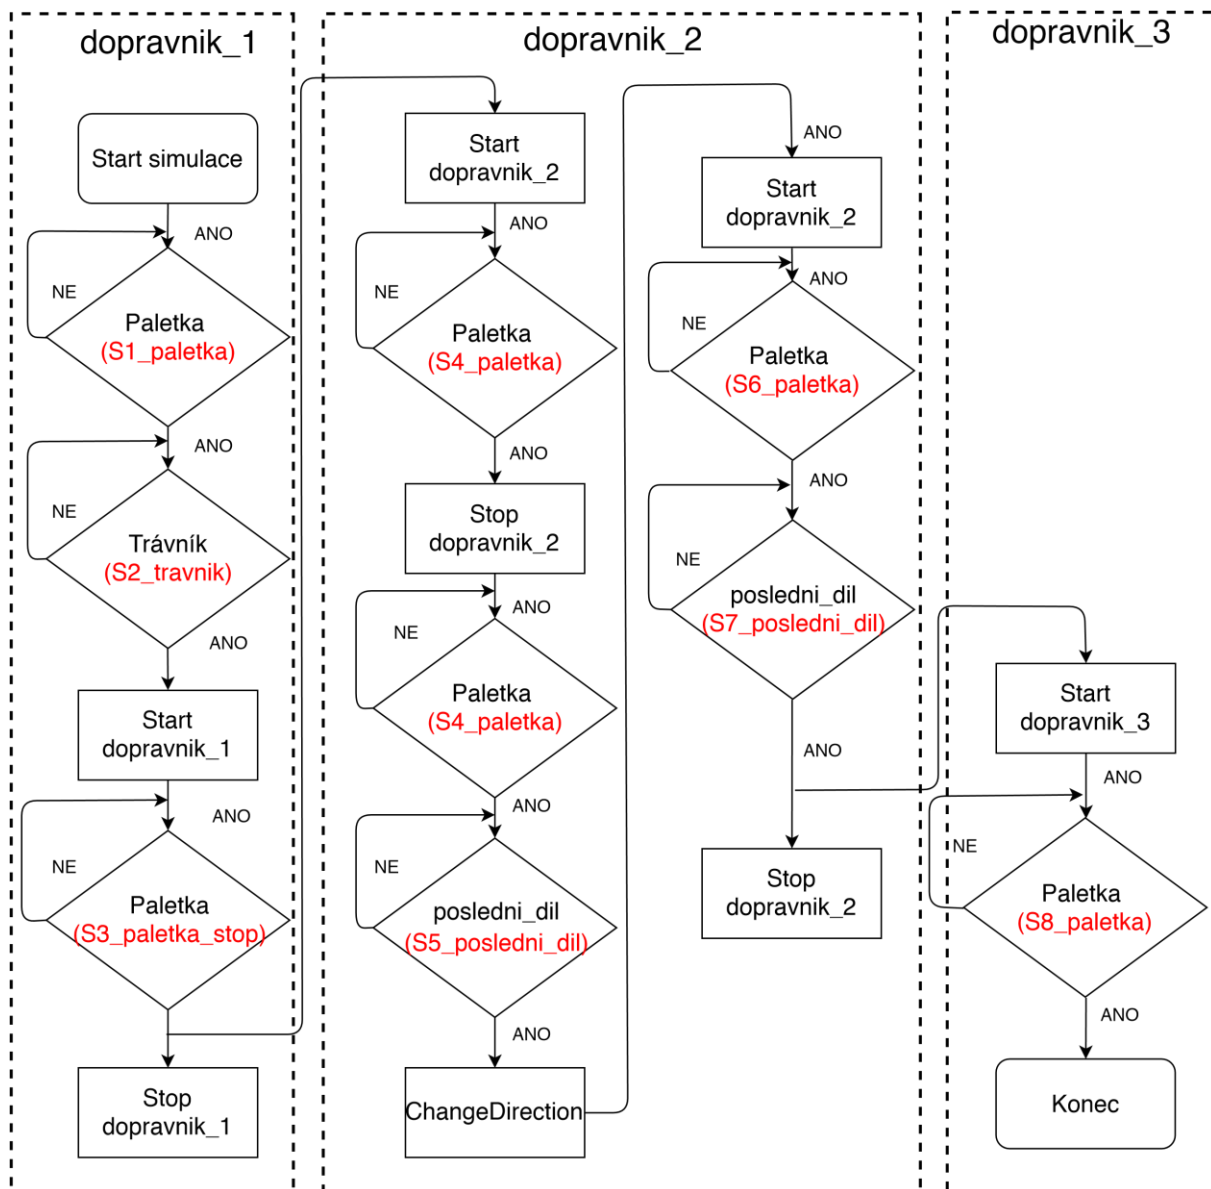 dopravnik_1
Start simulace
ANO
NE
Paletka
(S1_paletka)
ANO
NE
Trávník
(S2_travnik)
ANO
Start
dopravnik_1
ANO
NE
Paletka
(S3_paletka_stop)
Stop
dopravnik_1
dopravnik_2
Start
dopravnik_2
ANO
NE
Paletka
(S4_paletka)
ANO
Stop
dopravnik_2
ANO
NE
Paletka
(S4_paletka)
ANO
NE
posledni_dil
(S5_posledni_dil)
ANO
ChangeDirection
ANO
Start
dopravnik_2
ANO
NE
Paletka
(S6_paletka)
ANO
NE
posledni_dil
(S7_posledni_dil)
ANO
Stop
dopravnik_2
dopravnik_3
Start
dopravnik_3
ANO
NE
Paletka
(S8_paletka)
ANO
Konec